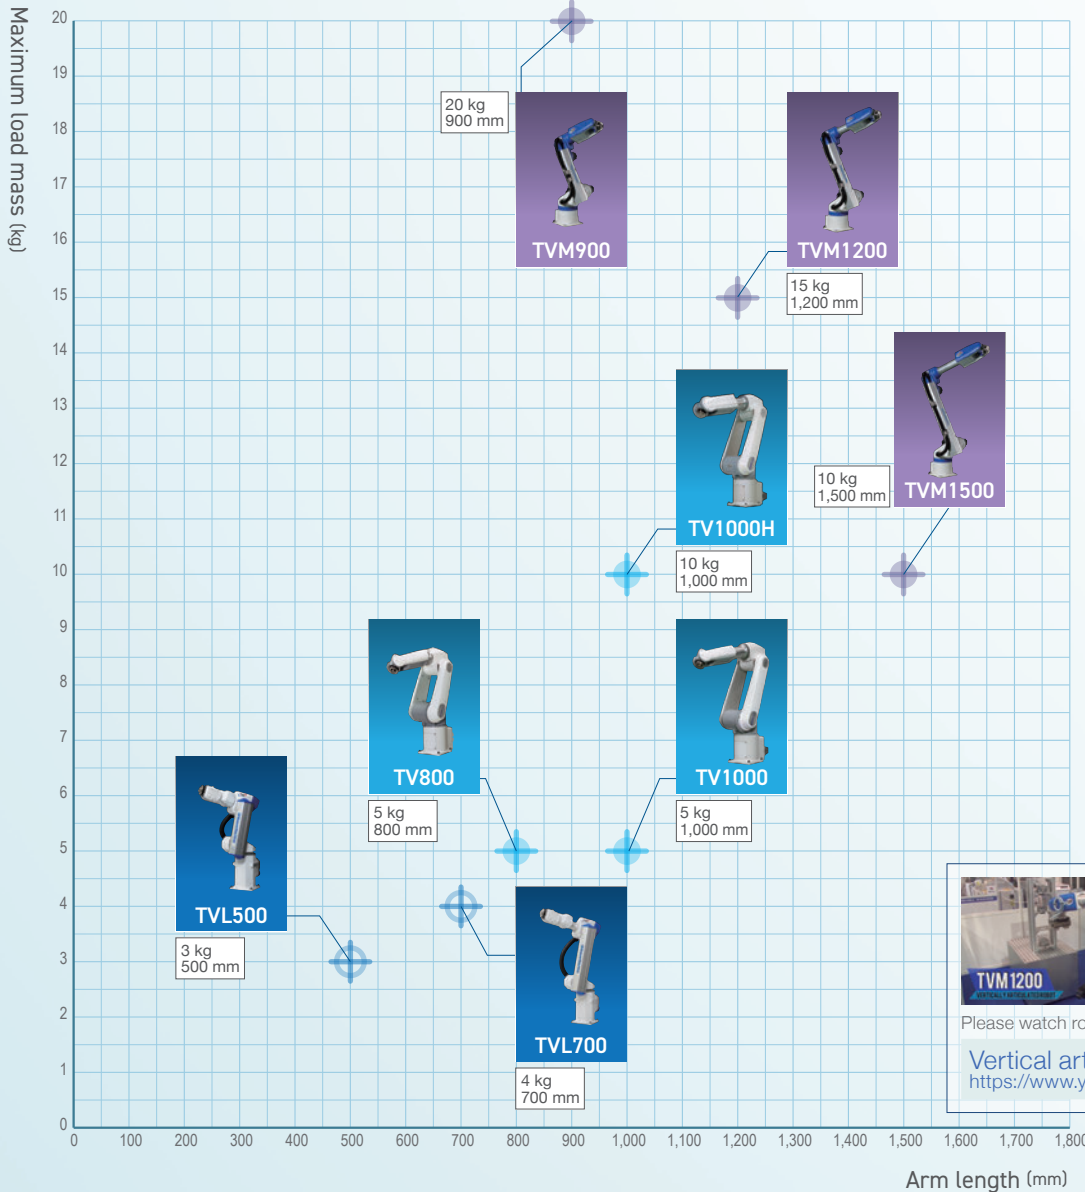 Maximum load mass (kg)
20
19
18
17
16
15
14
13
12
11
10
9
8
7
6
5
4
3
2
1
0
20 kg
900 mm
TVM900
TVM1200
15 kg
1,200 mm
TV1000H
10 kg
1,000 mm
10 kg
1,500 mm
TVM1500
TV800
5 kg
800 mm
TV1000
5 kg
1,000 mm
TVL500
3 kg
500 mm
TVL700
4 kg
700 mm
TVM1200
VERTICALLY ARTICULATED ROBOT
Please watch ro
Vertical art
https://www.y
0 100 200 300 400 500 600 700 800 900 1,000 1,100 1,200 1,300 1,400 1,500 1,600 1,700 1,800
Arm length (mm)